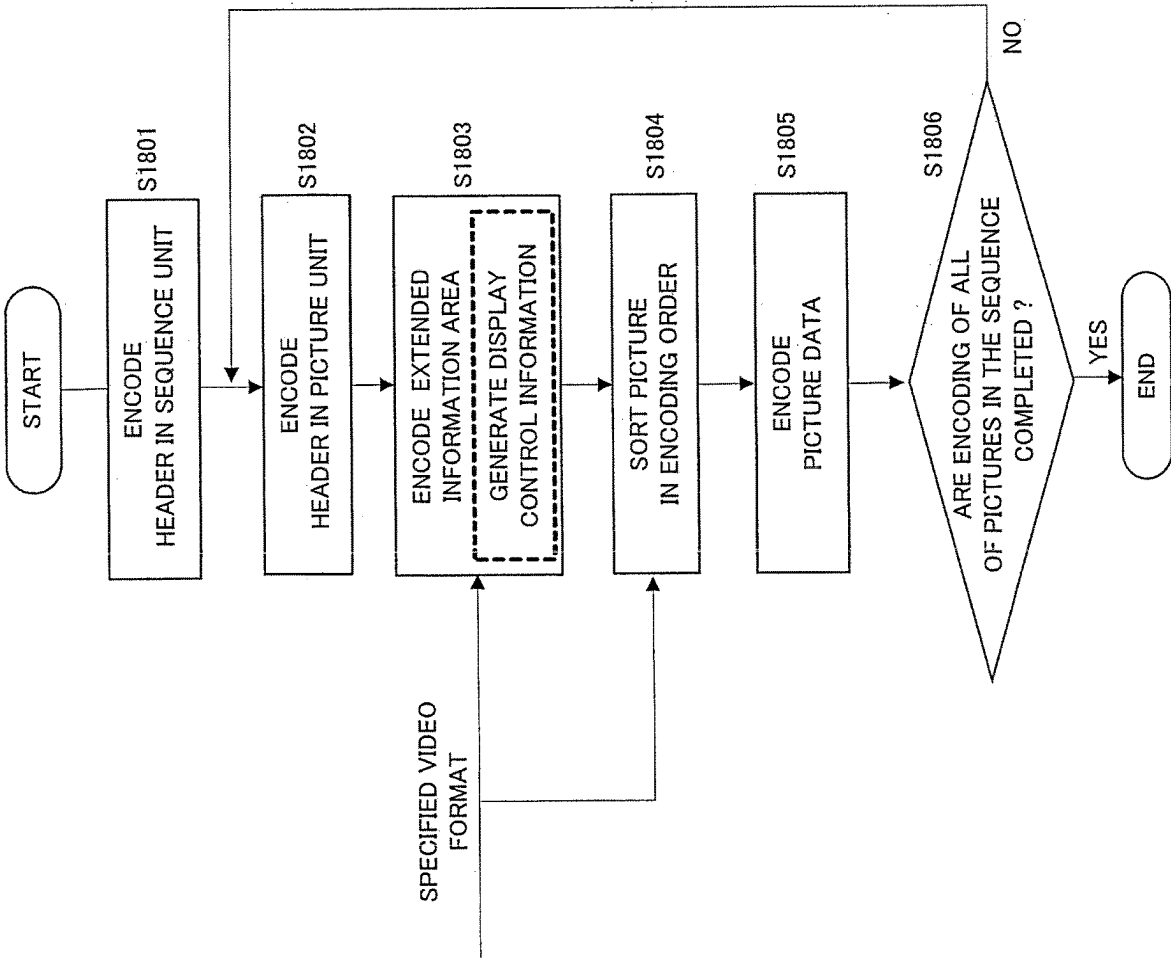 START
ENCODE
HEADER IN SEQUENCE UNIT
S1801
ENCODE
HEADER IN PICTURE UNIT
S1802
SPECIFIED VIDEO
FORMAT
ENCODE EXTENDED
INFORMATION AREA
GENERATE DISPLAY
CONTROL INFORMATION
S1803
SORT PICTURE
IN ENCODING ORDER
S1804
ENCODE
PICTURE DATA
S1805
ARE ENCODING OF ALL
OF PICTURES IN THE SEQUENCE
COMPLETED ?
S1806
NO
YES
END